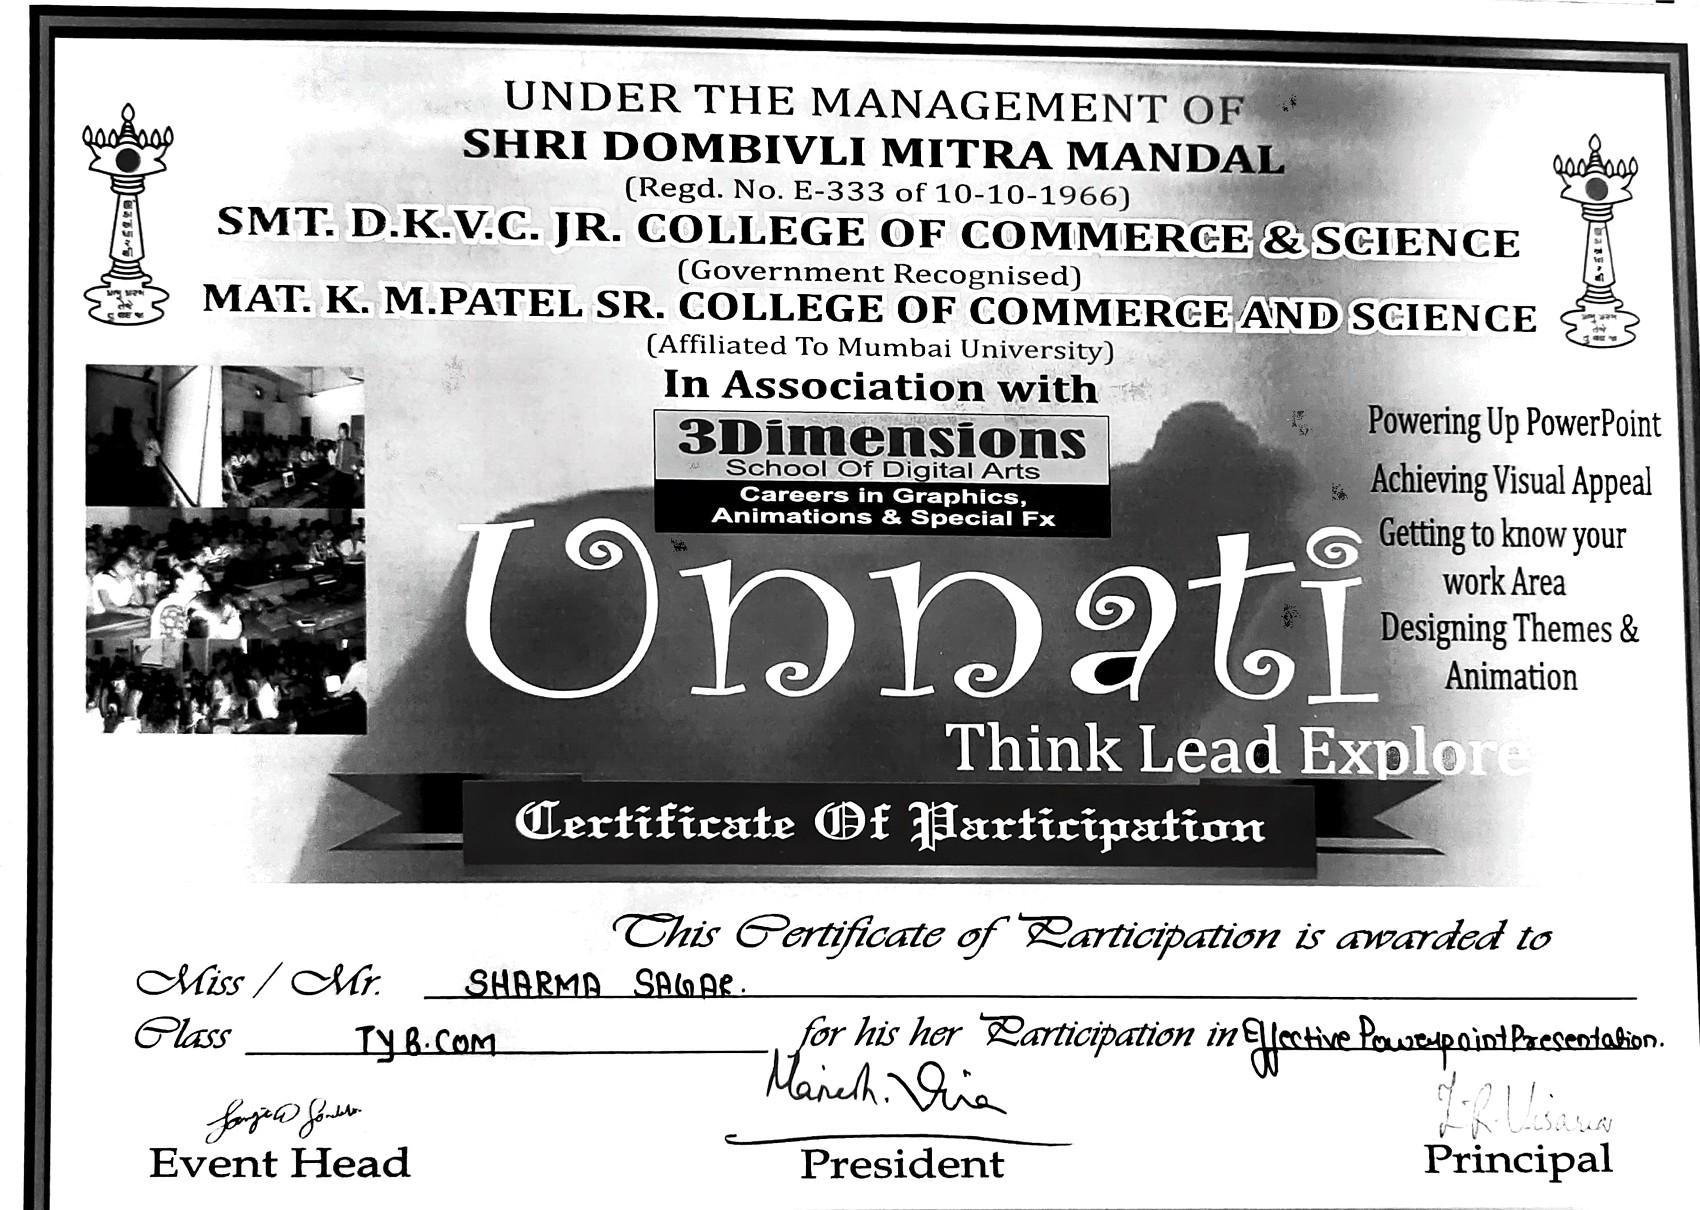 UNDER THE MANAGEMENT OF
SHRI DOMBIVLI MITRA MANDAL
(Regd. No. E-333 of 10-10-1966)
SMT. D.K.V.C. JR. COLLEGE OF COMMERCE & SCIENCE
(Government Recognised)
MAT. K. M.PATEL SR. COLLEGE OF COMMERCE AND SCIENCE
(Affiliated To Mumbai University)
In Association with
3Dimensions
School Of Digital Arts
Careers in Graphics,
Animations & Special Fx
Powering Up PowerPoint
Achieving Visual Appeal
Getting to know your
work Area
Designing Themes &
Animation
Unnati
Think Lead Explore
Certificate Of Participation
This Certificate of Participation is awarded to
Miss / Mr. SHARMA SAGAR.
Class TYB.COM for his her Participation in Effective Powerpoint Presentation.
Manish.
Visaria
Event Head President Principal